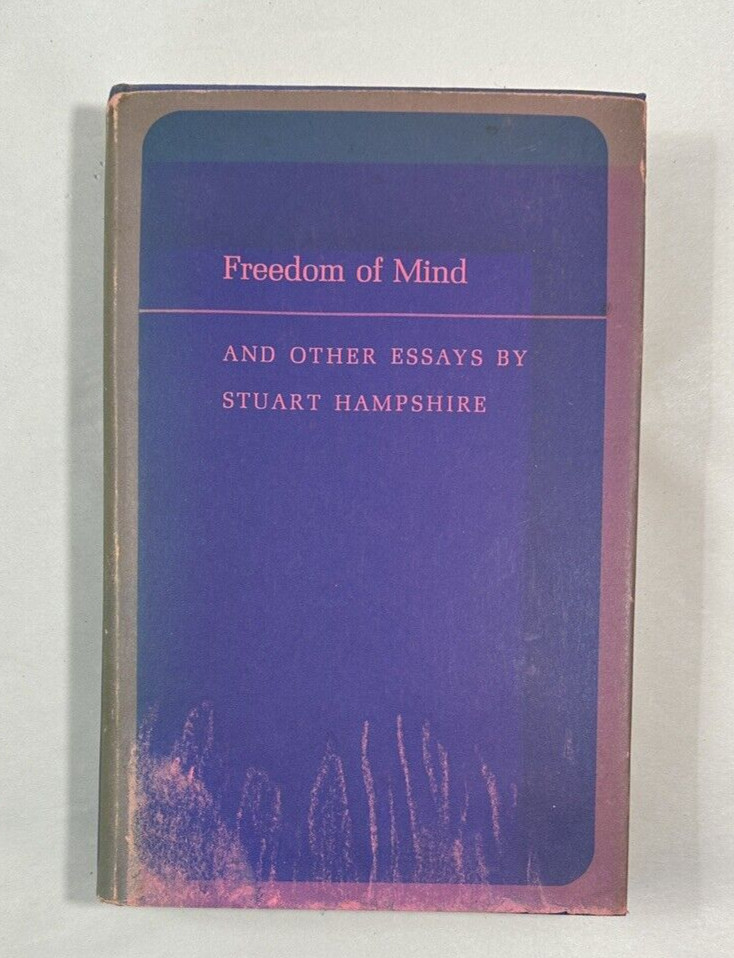 Freedom of Mind
AND OTHER ESSAYS BY
STUART HAMPSHIRE